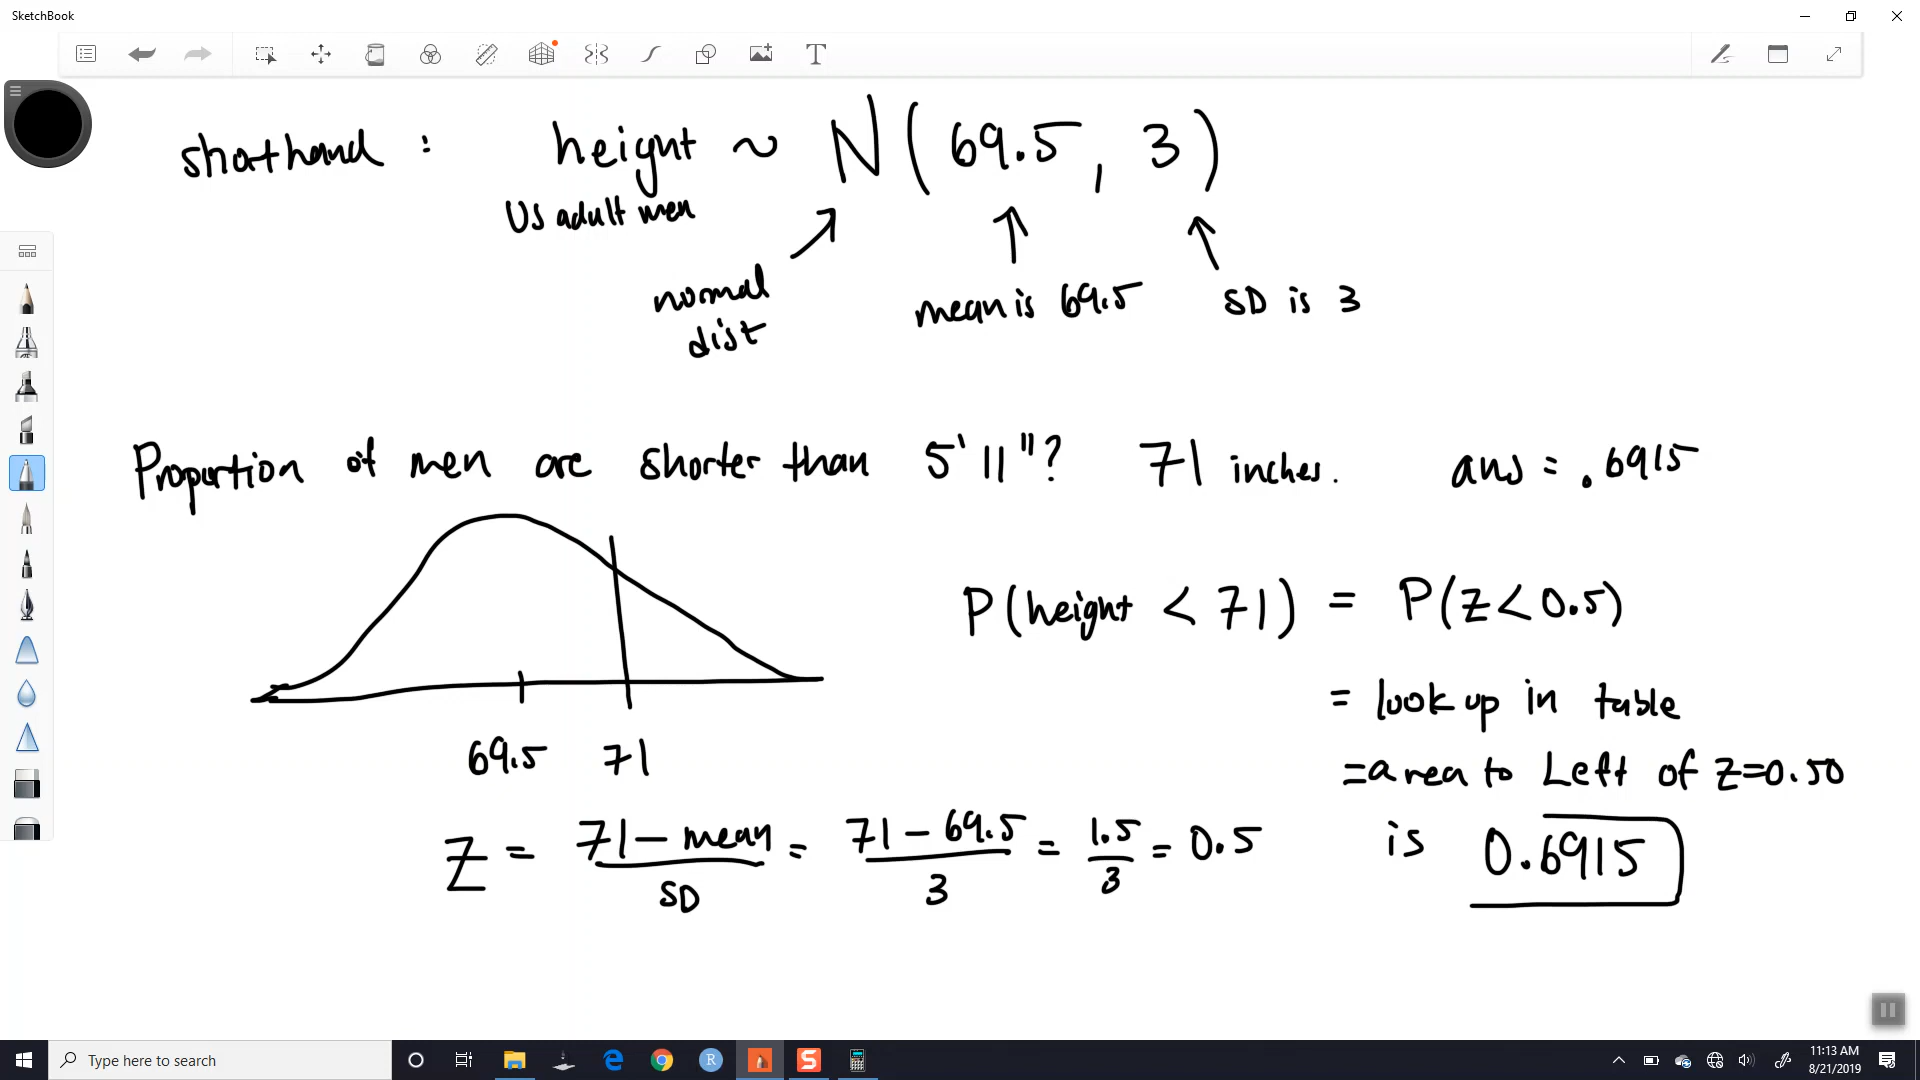 SketchBook
T
shorthand : height ~ N ( 69.5 , 3 )
US adult men
normal dist
mean is 69.5
SD is 3
Proportion of men are shorter than 5' 11"? 71 inches. ans = .6915
P(height < 71) = P(z < 0.5)
= look up in table
= area to Left of z=0.50
is 0.6915
69.5 71
Z = 71 - mean / SD = 71 - 69.5 / 3 = 1.5 / 3 = 0.5
Type here to search
R
S
11:13 AM
8/21/2019